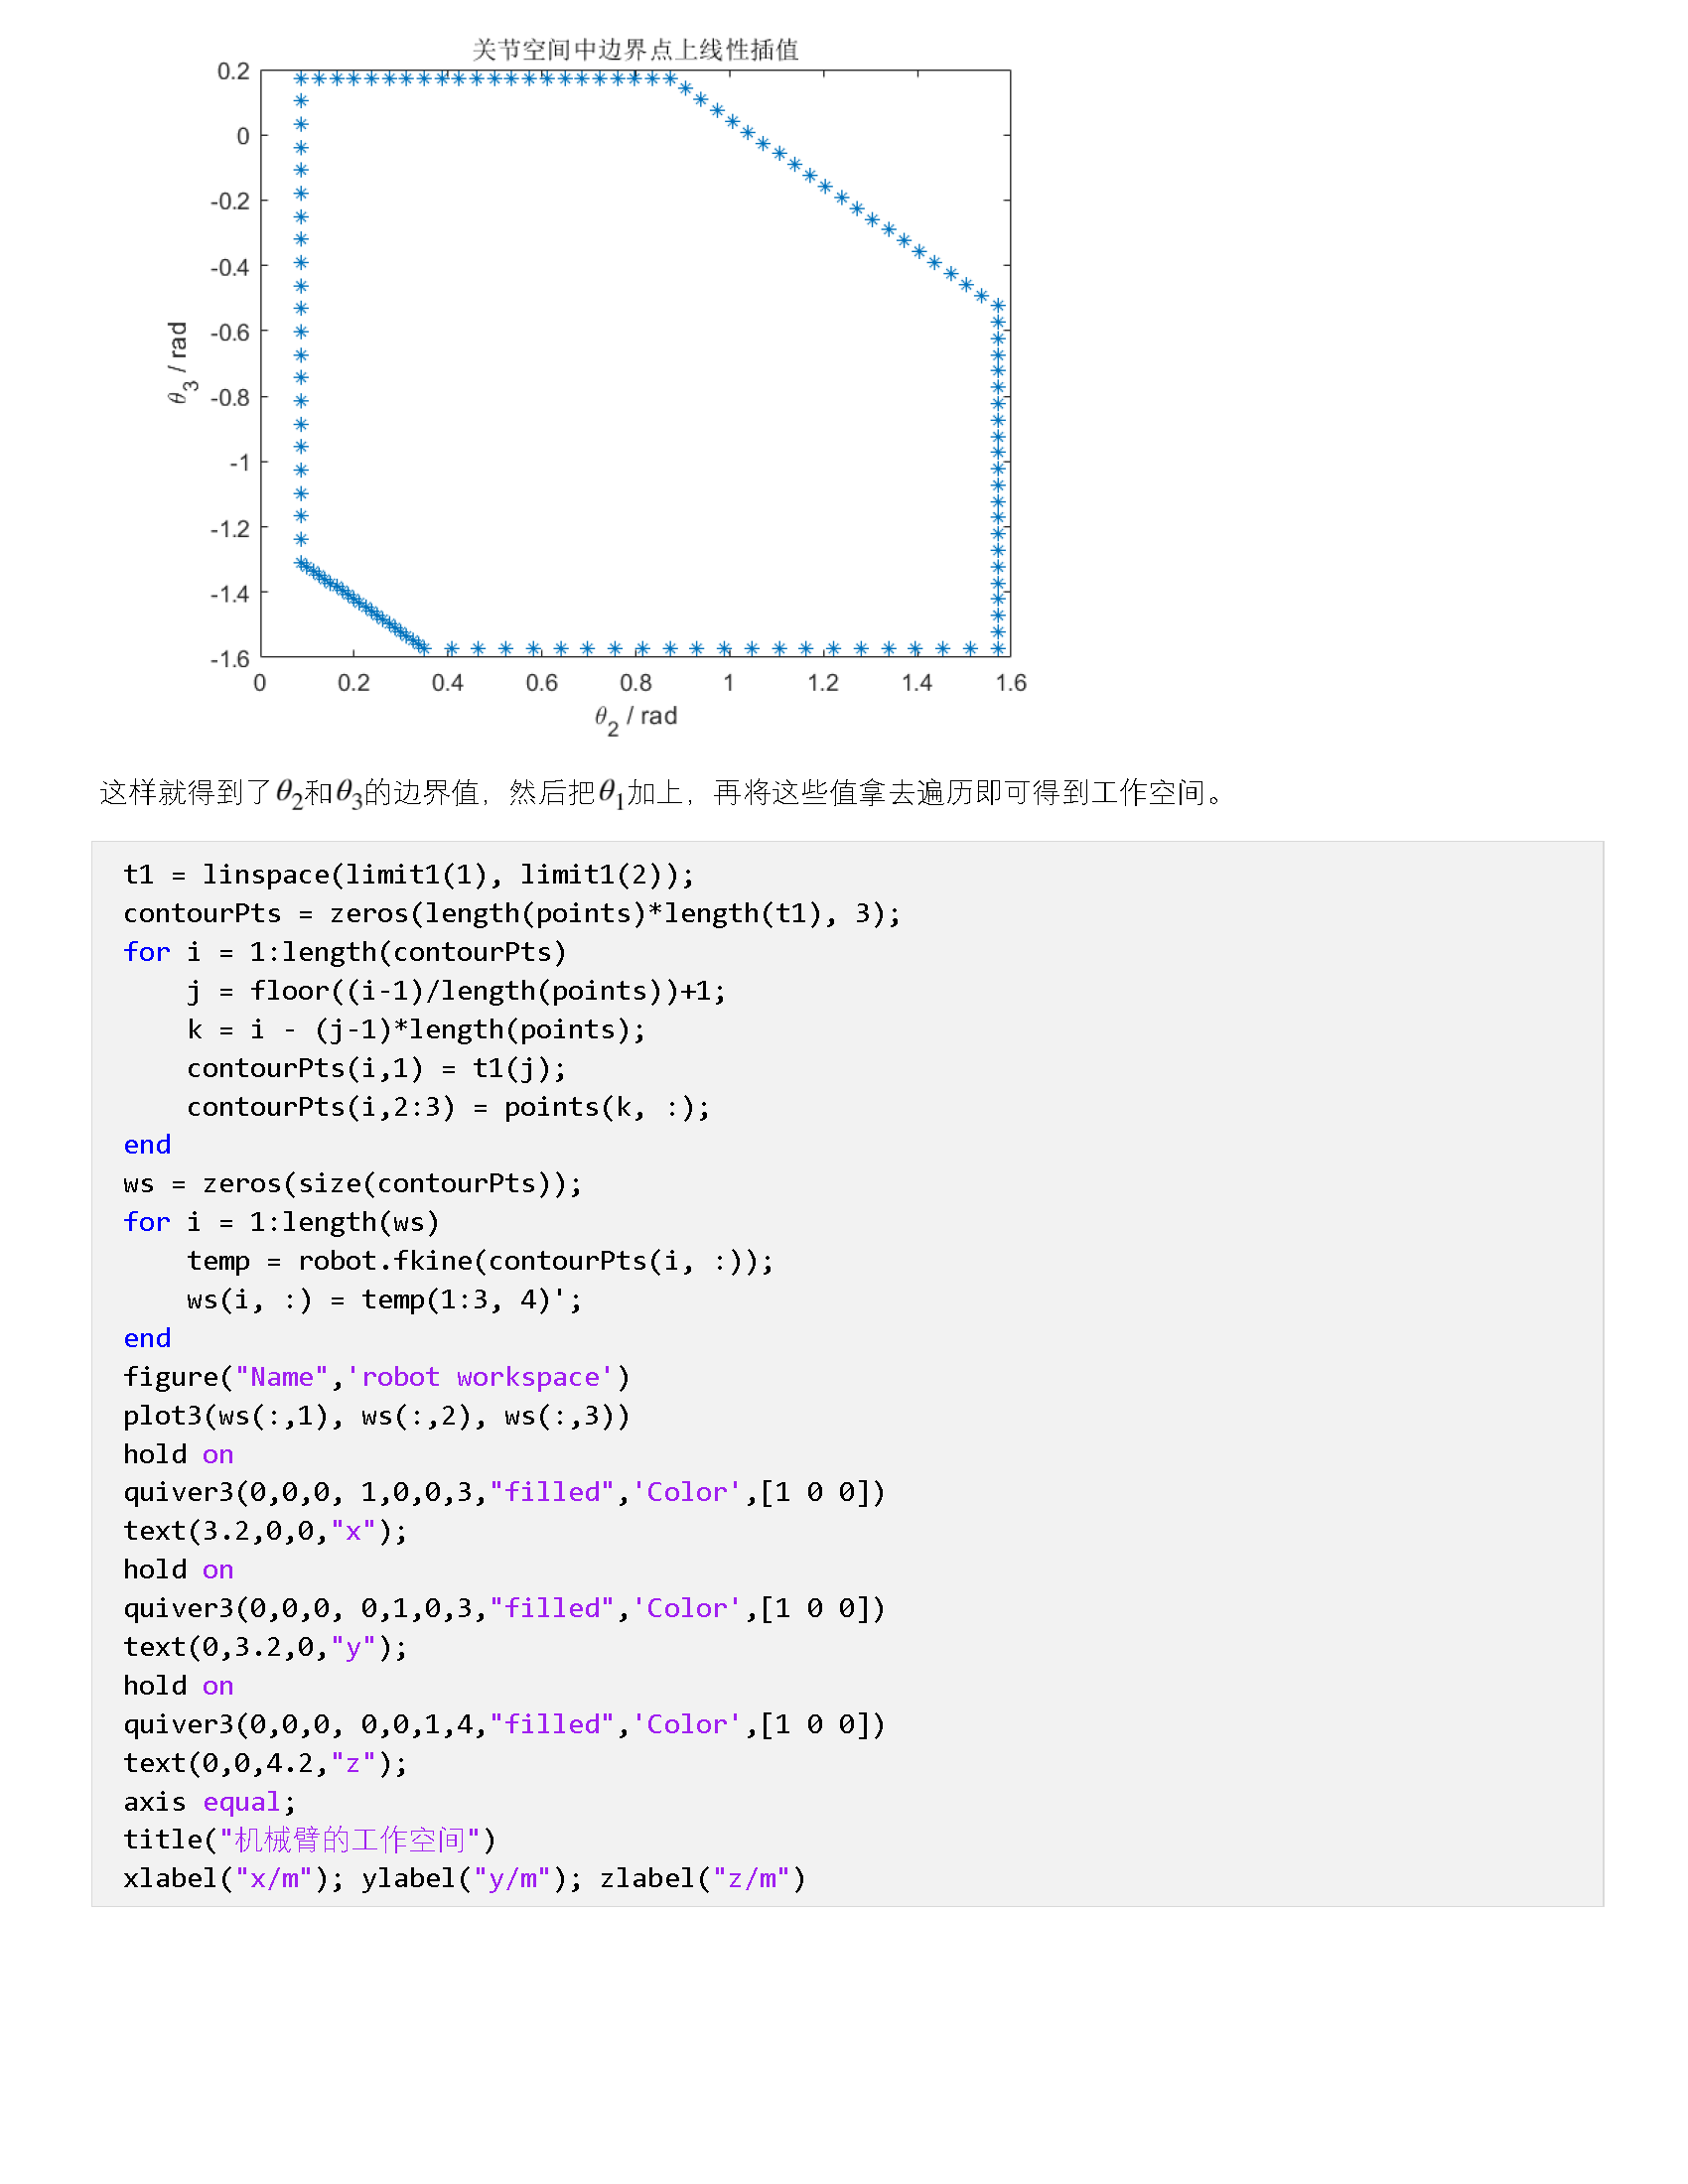 关节空间中边界点上线性插值
0.2
0
-0.2
-0.4
-0.6
-0.8
-1
-1.2
-1.4
-1.6
θ3 / rad
0 0.2 0.4 0.6 0.8 1 1.2 1.4 1.6
θ2 / rad
这样就得到了θ2和θ3的边界值，然后把θ1加上，再将这些值拿去遍历即可得到工作空间。
t1 = linspace(limit1(1), limit1(2));
contourPts = zeros(length(points)*length(t1), 3);
for i = 1:length(contourPts)
    j = floor((i-1)/length(points))+1;
    k = i - (j-1)*length(points);
    contourPts(i,1) = t1(j);
    contourPts(i,2:3) = points(k, :);
end
ws = zeros(size(contourPts));
for i = 1:length(ws)
    temp = robot.fkine(contourPts(i, :));
    ws(i, :) = temp(1:3, 4)';
end
figure("Name",'robot workspace')
plot3(ws(:,1), ws(:,2), ws(:,3))
hold on
quiver3(0,0,0, 1,0,0,3,"filled",'Color',[1 0 0])
text(3.2,0,0,"x");
hold on
quiver3(0,0,0, 0,1,0,3,"filled",'Color',[1 0 0])
text(0,3.2,0,"y");
hold on
quiver3(0,0,0, 0,0,1,4,"filled",'Color',[1 0 0])
text(0,0,4.2,"z");
axis equal;
title("机械臂的工作空间")
xlabel("x/m"); ylabel("y/m"); zlabel("z/m")